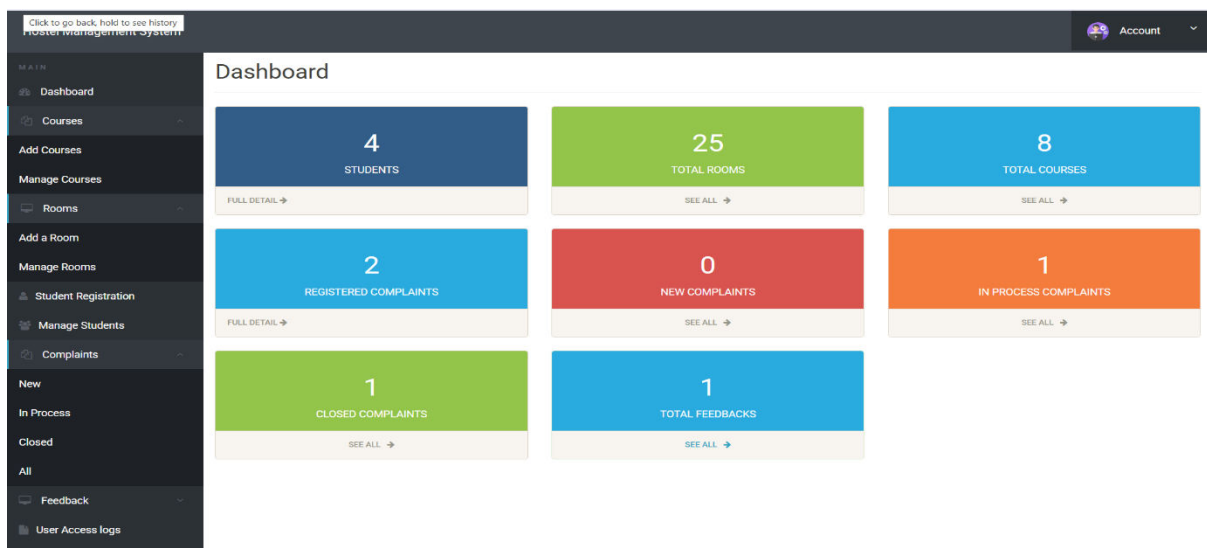 Click to go back, hold to see history
Hostel Management System
Account
MAIN
Dashboard
Courses
Add Courses
Manage Courses
Rooms
Add a Room
Manage Rooms
Student Registration
Manage Students
Complaints
New
In Process
Closed
All
Feedback
User Access logs
Dashboard
4
STUDENTS
FULL DETAIL
25
TOTAL ROOMS
SEE ALL
8
TOTAL COURSES
SEE ALL
2
REGISTERED COMPLAINTS
FULL DETAIL
0
NEW COMPLAINTS
SEE ALL
1
IN PROCESS COMPLAINTS
SEE ALL
1
CLOSED COMPLAINTS
SEE ALL
1
TOTAL FEEDBACKS
SEE ALL